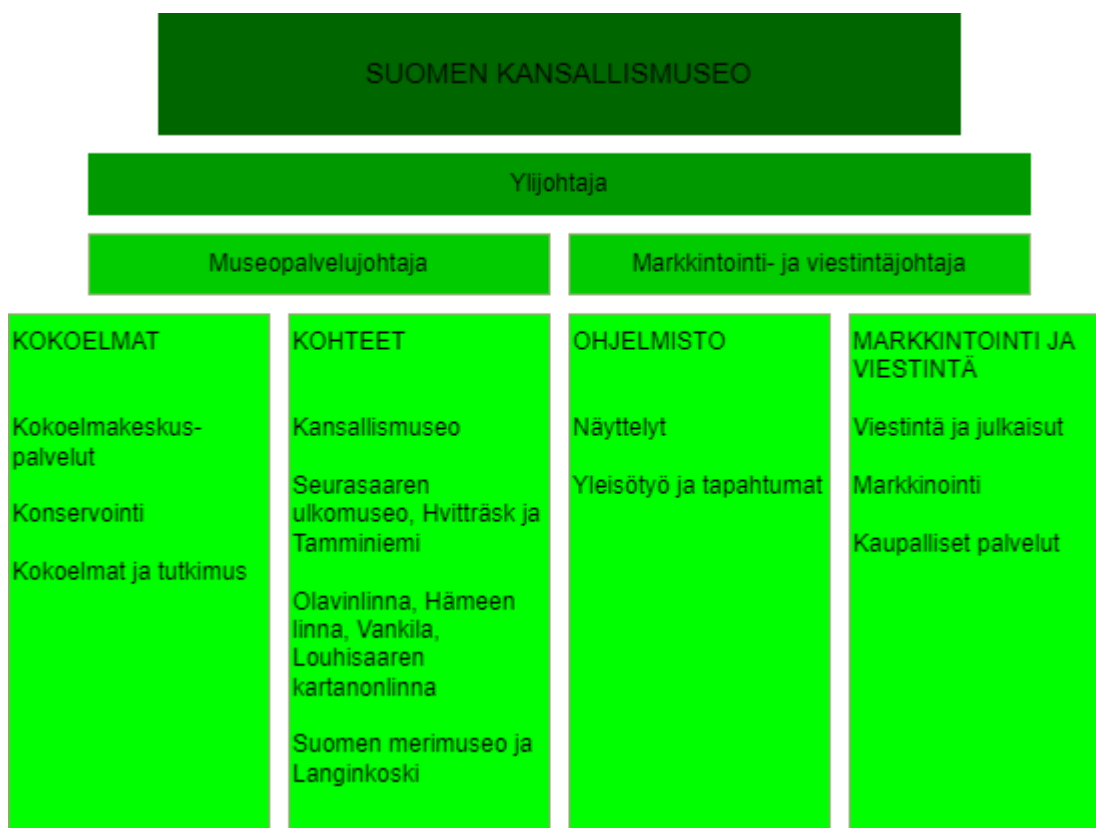 SUOMEN KANSALLISMUSEO
Ylijohtaja
Museopalvelujohtaja
Markkintointi- ja viestintäjohtaja
KOKOELMAT
Kokoelmakeskus-
palvelut
Konservointi
Kokoelmat ja tutkimus
KOHTEET
Kansallismuseo
Seurasaaren
ulkomuseo, Hvitträsk ja
Tamminiemi
Olavinlinna, Hämeen
linna, Vankila,
Louhisaaren
kartanonlinna
Suomen merimuseo ja
Langinkoski
OHJELMISTO
Näyttelyt
Yleisötyö ja tapahtumat
MARKKINTOINTI JA
VIESTINTÄ
Viestintä ja julkaisut
Markkinointi
Kaupalliset palvelut